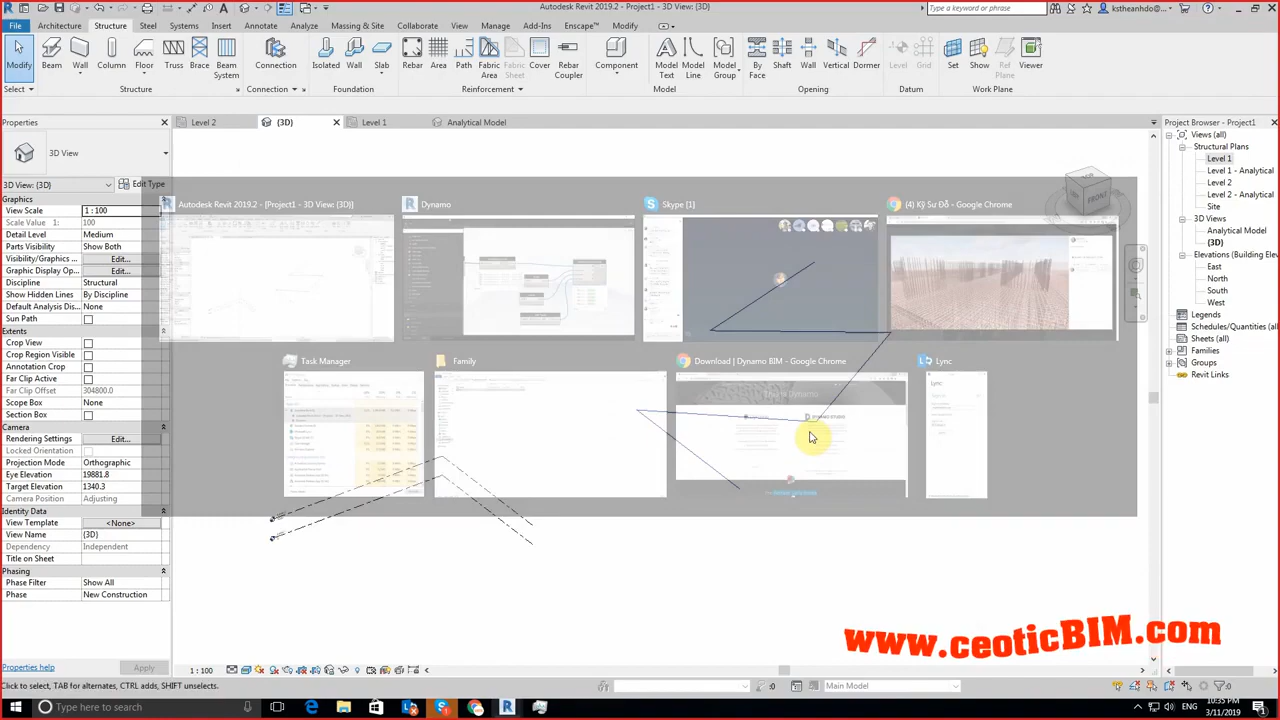 Autodesk Revit 2019.2 - Project1 - 3D View: {3D}
Type a keyword or phrase
kstheanhdo
File Architecture Structure Steel Systems Insert Annotate Analyze Massing & Site Collaborate View Manage Add-Ins Enscape™ Modify
Modify Beam Wall Column Floor Truss Brace Beam System Connection Isolated Wall Slab Rebar Area Path Fabric Area Fabric Sheet Cover Rebar Coupler Component Model Text Model Line Model Group By Face Shaft Wall Vertical Dormer Level Grid Set Show Ref Plane Viewer
Select Structure Connection Foundation Reinforcement Model Opening Datum Work Plane
Level 2 {3D} Level 1 Analytical Model
Properties
3D View
3D View: {3D} Edit Type
Graphics
View Scale 1 : 100
Scale Value 1: 100
Detail Level Medium
Parts Visibility Show Both
Visibility/Graphics ... Edit...
Graphic Display Op... Edit...
Discipline Structural
Show Hidden Lines By Discipline
Default Analysis Dis... None
Sun Path
Extents
Crop View
Crop Region Visible
Annotation Crop
Far Clip Active
Far Clip Offset 304800.0
Scope Box None
Section Box
Camera
Rendering Settings Edit...
Locked Orientation
Projection Mode Orthographic
Eye Elevation 19881.8
Target Elevation 1340.3
Camera Position Adjusting
Identity Data
View Template <None>
View Name {3D}
Dependency Independent
Title on Sheet
Phasing
Phase Filter Show All
Phase New Construction
Properties help Apply
Autodesk Revit 2019.2 - [Project1 - 3D View: {3D}]
Dynamo
Skype [1]
(4) Kỹ Sư Đỗ - Google Chrome
Task Manager
Family
Download | Dynamo BIM - Google Chrome
Lync
FRONT
Project Browser - Project1
Views (all)
Structural Plans
Level 1
Level 1 - Analytical
Level 2
Level 2 - Analytical
Site
3D Views
Analytical Model
{3D}
Elevations (Building Elev
East
North
South
West
Legends
Schedules/Quantities (al
Sheets (all)
Families
Groups
Revit Links
www.ceoticBIM.com
1 : 100
Click to select, TAB for alternates, CTRL adds, SHIFT unselects.
:0 Main Model :0
Type here to search
ENG
10:35 PM
3/11/2019